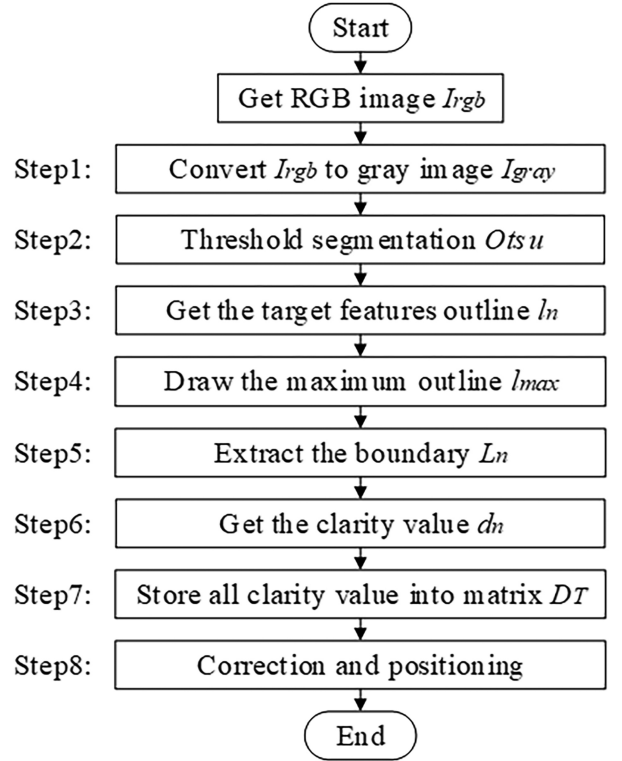 Start
Get RGB image Irgb
Step1: Convert Irgb to gray image Igray
Step2: Threshold segmentation Otsu
Step3: Get the target features outline ln
Step4: Draw the maximum outline lmax
Step5: Extract the boundary Ln
Step6: Get the clarity value dn
Step7: Store all clarity value into matrix DT
Step8: Correction and positioning
End